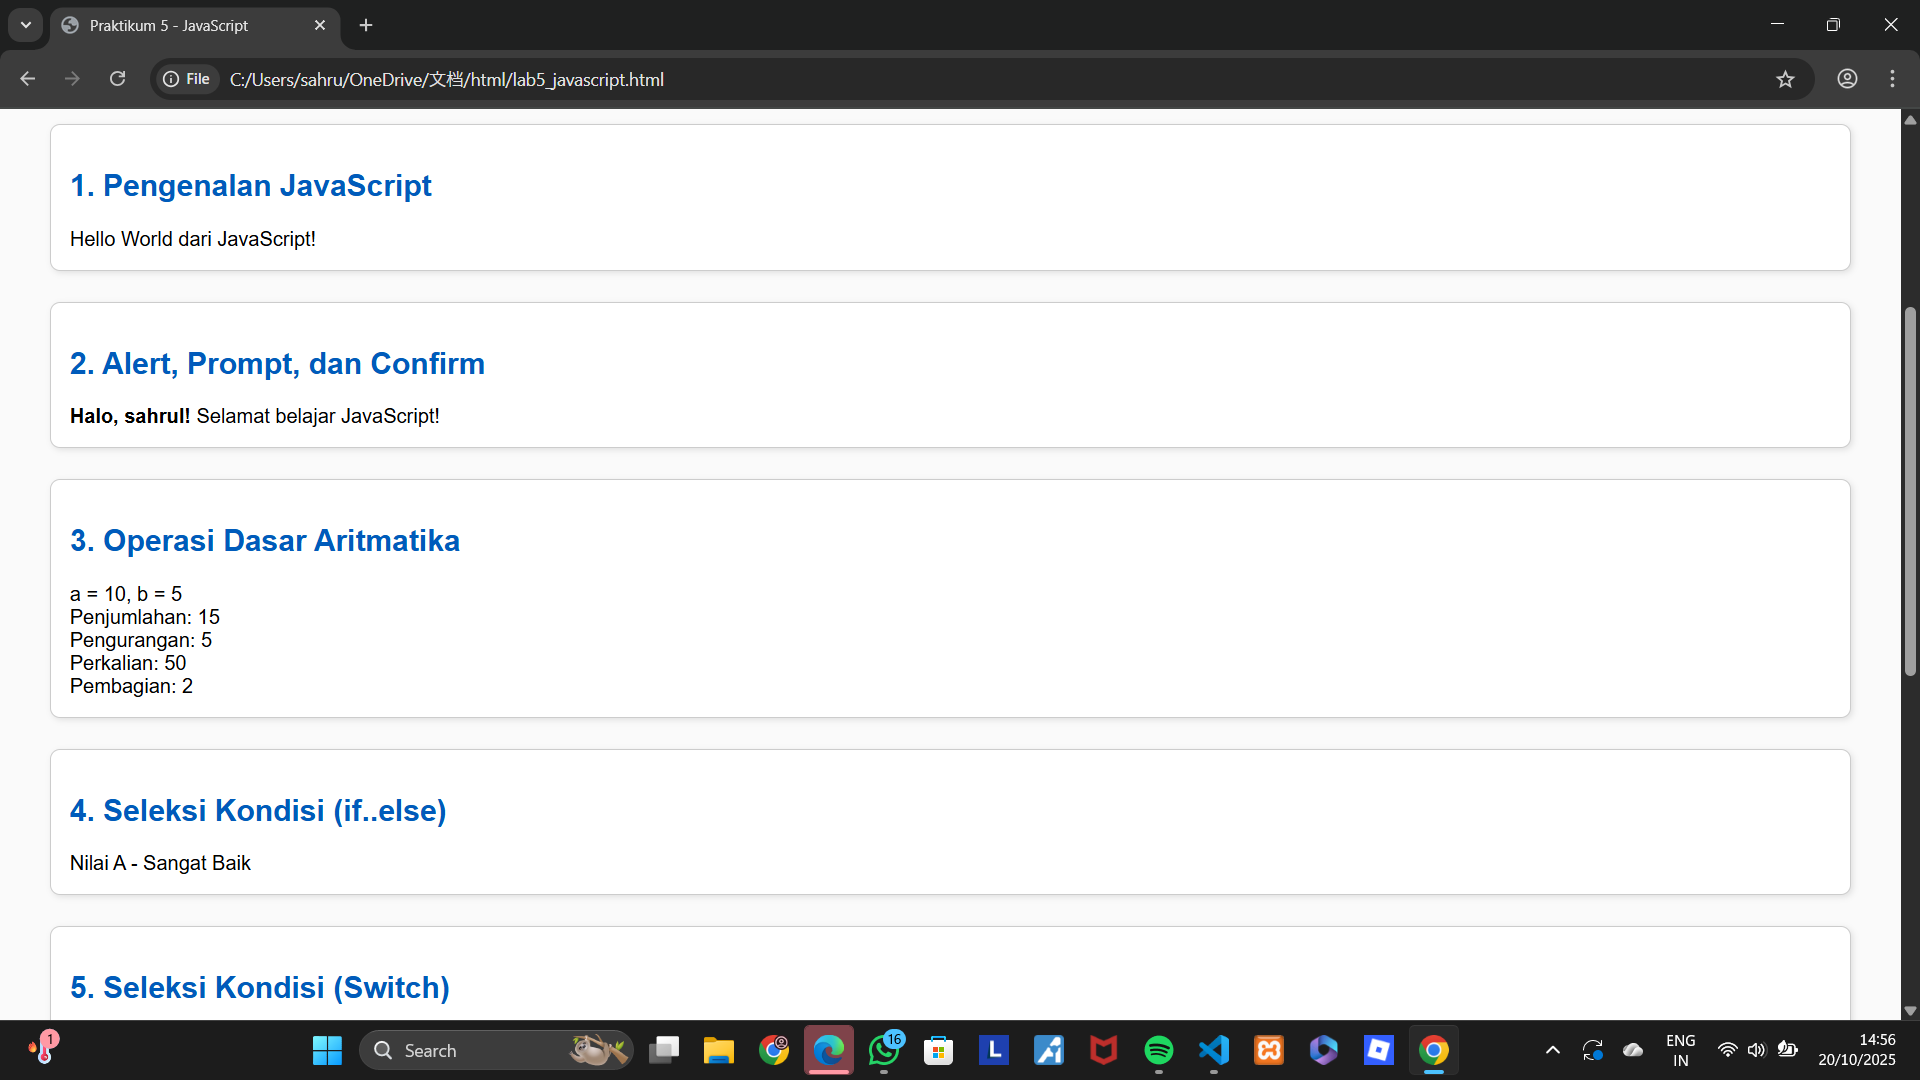 Praktikum 5 - JavaScript
File
C:/Users/sahru/OneDrive/文档/html/lab5_javascript.html
1. Pengenalan JavaScript
Hello World dari JavaScript!
2. Alert, Prompt, dan Confirm
Halo, sahrul! Selamat belajar JavaScript!
3. Operasi Dasar Aritmatika
a = 10, b = 5
Penjumlahan: 15
Pengurangan: 5
Perkalian: 50
Pembagian: 2
4. Seleksi Kondisi (if..else)
Nilai A - Sangat Baik
5. Seleksi Kondisi (Switch)
1
Search
16
L
ENG
IN
14:56
20/10/2025